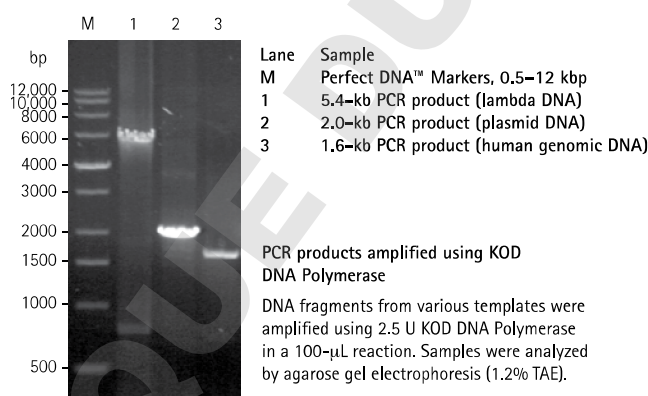 M 1 2 3
bp
12,000
10,000
8000
6000
4000
3000
2000
1500
1000
500
Lane Sample
M Perfect DNA™ Markers, 0.5–12 kbp
1 5.4–kb PCR product (lambda DNA)
2 2.0–kb PCR product (plasmid DNA)
3 1.6–kb PCR product (human genomic DNA)
PCR products amplified using KOD
DNA Polymerase
DNA fragments from various templates were
amplified using 2.5 U KOD DNA Polymerase
in a 100-μL reaction. Samples were analyzed
by agarose gel electrophoresis (1.2% TAE).